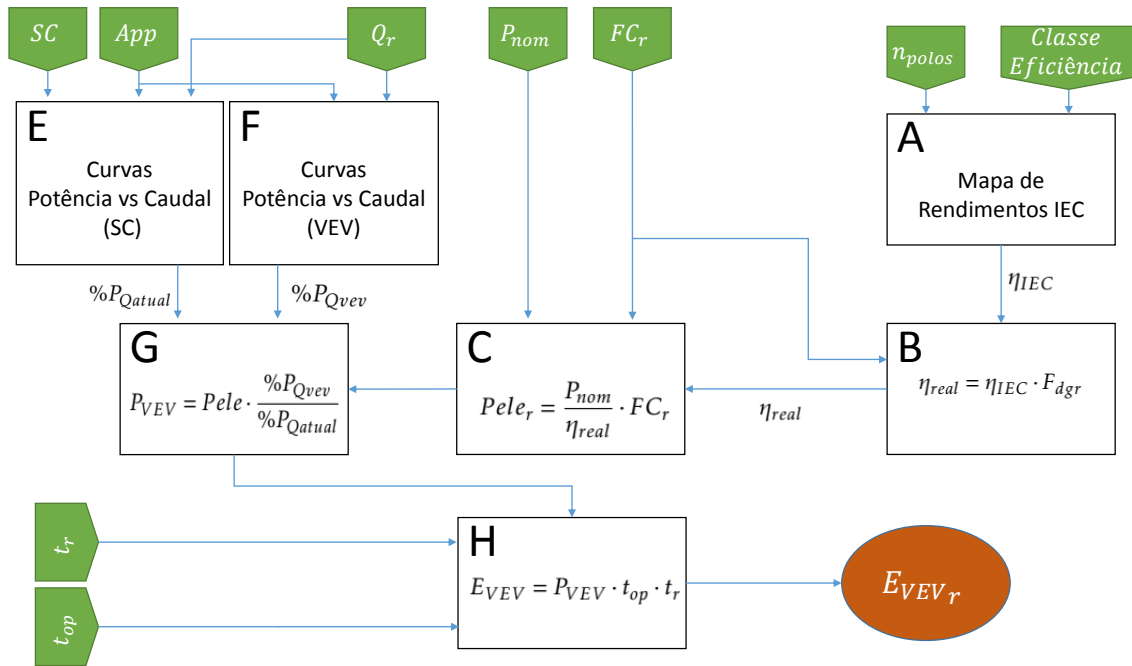 SC
App
Q_r
P_nom
FC_r
n_polos
Classe
Eficiência
E
Curvas
Potência vs Caudal
(SC)
F
Curvas
Potência vs Caudal
(VEV)
A
Mapa de
Rendimentos IEC
%P_Qatual
%P_Qvev
η_IEC
G
P_VEV = Pele · %P_Qvev / %P_Qatual
C
Pele_r = P_nom / η_real · FC_r
η_real
B
η_real = η_IEC · F_dgr
t_r
t_op
H
E_VEV = P_VEV · t_op · t_r
E_VEV_r